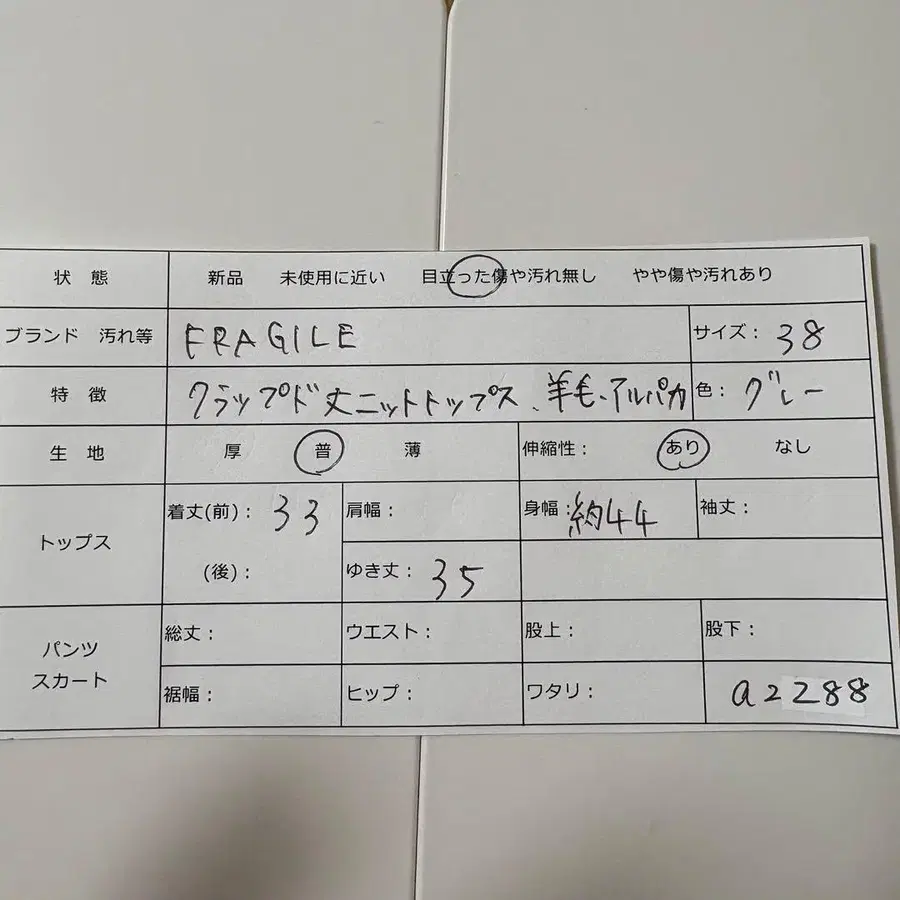 状 態 新品 未使用に近い 目立った傷や汚れ無し やや傷や汚れあり
ブランド 汚れ等 FRAGILE サイズ: 38
特 徴 クラップド丈ニットトップス、羊毛、アルパカ 色: グレー
生 地 厚 普 薄 伸縮性: あり なし
トップス 着丈(前): 33 肩幅: 身幅: 約44 袖丈:
(後): ゆき丈: 35
パンツ スカート 総丈: ウエスト: 股上: 股下:
裾幅: ヒップ: ワタリ: a2288